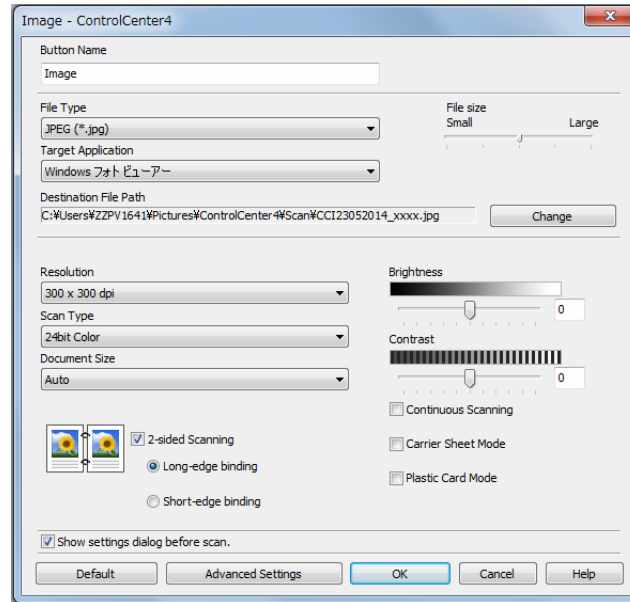 Image - ControlCenter4
Button Name
Image
File Type
JPEG (*.jpg)
File size
Small Large
Target Application
Windows フォト ビューアー
Destination File Path
C:¥Users¥ZZPV1641¥Pictures¥ControlCenter4¥Scan¥CCI23052014_xxxx.jpg
Change
Resolution
300 x 300 dpi
Scan Type
24bit Color
Document Size
Auto
Brightness
0
Contrast
0
Continuous Scanning
Carrier Sheet Mode
Plastic Card Mode
2-sided Scanning
Long-edge binding
Short-edge binding
Show settings dialog before scan.
Default Advanced Settings OK Cancel Help